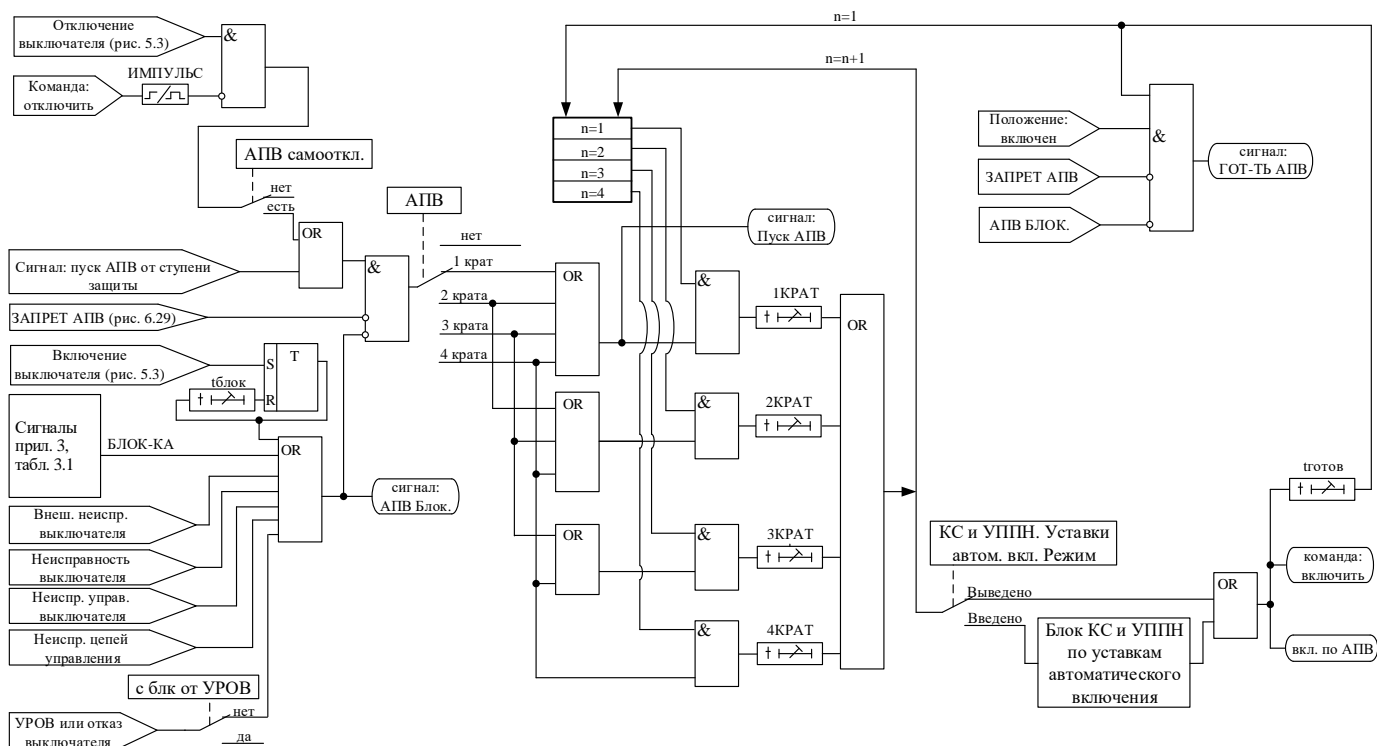 Отключение
выключателя (рис. 5.3)
&
ИМПУЛЬС
Команда:
отключить
АПВ самооткл.
нет
есть
OR
Сигнал: пуск АПВ от ступени
защиты
&
ЗАПРЕТ АПВ (рис. 6.29)
Включение
выключателя (рис. 5.3)
S
T
R
tблок
Сигналы
прил. 3,
табл. 3.1
БЛОК-КА
OR
сигнал:
АПВ Блок.
Внеш. неиспр.
выключателя
Неисправность
выключателя
Неиспр. управ.
выключателя
Неиспр. цепей
управления
с блк от УРОВ
УРОВ или отказ
выключателя
нет
да
АПВ
нет
1 крат
2 крата
3 крата
4 крата
OR
OR
OR
n=1
n=n+1
n=1
n=2
n=3
n=4
сигнал:
Пуск АПВ
&
1КРАТ
&
2КРАТ
&
3КРАТ
&
4КРАТ
OR
Положение:
включен
ЗАПРЕТ АПВ
АПВ БЛОК.
&
сигнал:
ГОТ-ТЬ АПВ
КС и УППН. Уставки
автом. вкл. Режим
Выведено
Введено
Блок КС и УППН
по уставкам
автоматического
включения
OR
tготов
команда:
включить
вкл. по АПВ